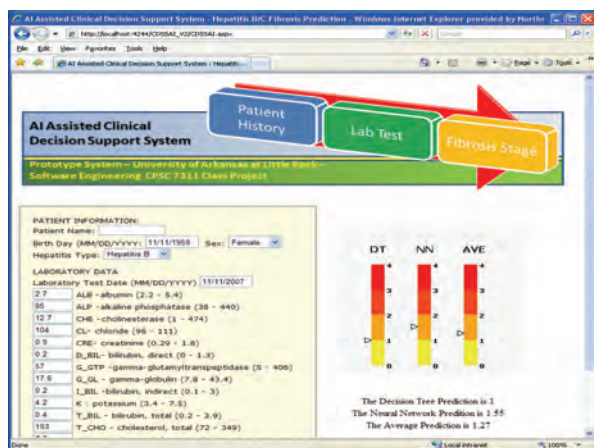 AI Assisted Clinical Decision Support System - Hepatitis B/C Fibrosis Prediction - Windows Internet Explorer provided by Northr
http://localhost:4244/CDSSAI_V2/CDSSAI.aspx
File Edit View Favorites Tools Help
AI Assisted Clinical Decision Support System - Hepatiti...
Page Tools
AI Assisted Clinical
Decision Support System
Patient
History
Lab Test
Fibrosis Stage
Prototype System – University of Arkansas at Little Rock-
Software Engineering CPSC 7311 Class Project
PATIENT INFORMATION:
Patient Name:
Birth Day (MM/DD/YYYY: 11/11/1959 Sex: Female
Hepatitis Type: Hepatitis B
LABORATORY DATA
Laboratory Test Date (MM/DD/YYYY) 11/11/2007
2.7 ALB -albumin (2.2 - 5.4)
95 ALP -alkaline phosphatase (38 - 440)
12.7 CHE -cholinesterase (1 - 474)
104 CL- chloride (96 - 111)
0.5 CRE- creatinine (0.29 - 1.8)
0.2 D_BIL- bilirubin, direct (0 - 1.3)
57 G_GTP -gamma-glutamyltranspeptidase (5 - 406)
17.6 G_GL - gamma-globulin (7.8 - 43.4)
0.2 I_BIL -bilirubin, indirect (0.1 - 3)
4.2 K - potassium (3.4 - 7.5)
0.4 T_BIL - bilirubin, total (0.2 - 3.9)
193 T_CHO - cholesterol, total (72 - 349)
DT NN AVE
4 4 4
3 3 3
2 2 2
1 1 1
0 0 0
The Decision Tree Prediction is 1
The Neural Network Predition is 1.55
The Average Prediction is 1.27
Done Local intranet 100%